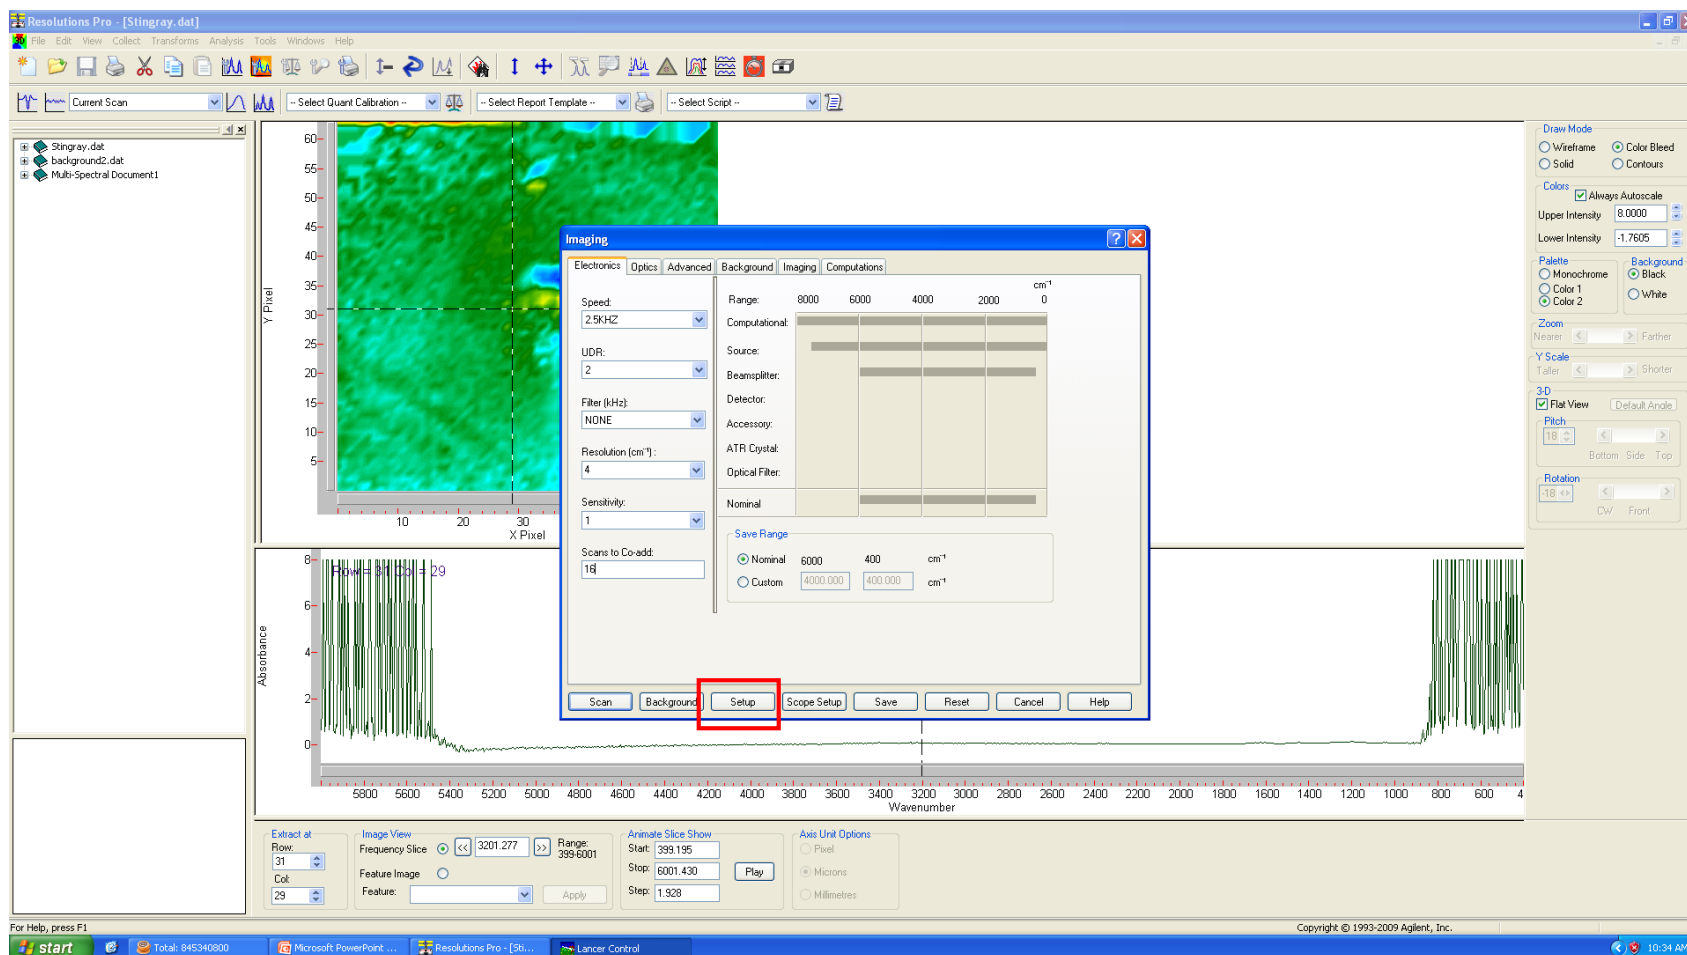 Resolutions Pro - [Stingray.dat]
File Edit View Collect Transforms Analysis Tools Windows Help
Current Scan
-- Select Quant Calibration --
-- Select Report Template --
-- Select Script --
Stingray.dat
background2.dat
Multi-Spectral Document1
Y Pixel
60
55
50
45
40
35
30
25
20
15
10
5
10 20 30
X Pixel
Imaging
Electronics Optics Advanced Background Imaging Computations
Speed:
2.5KHZ
UDR:
2
Filter (kHz):
NONE
Resolution (cm⁻¹) :
4
Sensitivity:
1
Scans to Co-add:
16
cm⁻¹
Range: 8000 6000 4000 2000 0
Computational:
Source:
Beamsplitter:
Detector:
Accessory:
ATR Crystal:
Optical Filter:
Nominal
Save Range
Nominal 6000 400 cm⁻¹
Custom 4000.000 400.000 cm⁻¹
Scan Background Setup Scope Setup Save Reset Cancel Help
Draw Mode
Wireframe Color Bleed
Solid Contours
Colors
Always Autoscale
Upper Intensity 8.0000
Lower Intensity -1.7605
Palette
Monochrome
Color 1
Color 2
Background
Black
White
Zoom
Nearer Farther
Y Scale
Taller Shorter
3-D
Flat View Default Angle
Pitch
18
Bottom Side Top
Rotation
-18
CW Front
Row = 31 Col = 29
Absorbance
8
6
4
2
0
5800 5600 5400 5200 5000 4800 4600 4400 4200 4000 3800 3600 3400 3200 3000 2800 2600 2400 2200 2000 1800 1600 1400 1200 1000 800 600 4
Wavenumber
Extract at
Row:
31
Col:
29
Image View
Frequency Slice << 3201.277 >> Range:
399-6001
Feature Image
Feature: Apply
Animate Slice Show
Start: 399.195
Stop: 6001.430 Play
Step: 1.928
Axis Unit Options
Pixel
Microns
Millimetres
For Help, press F1
Copyright © 1993-2009 Agilent, Inc.
start
Total: 845340800
Microsoft PowerPoint ...
Resolutions Pro - [Sti...
Lancer Control
10:34 AM